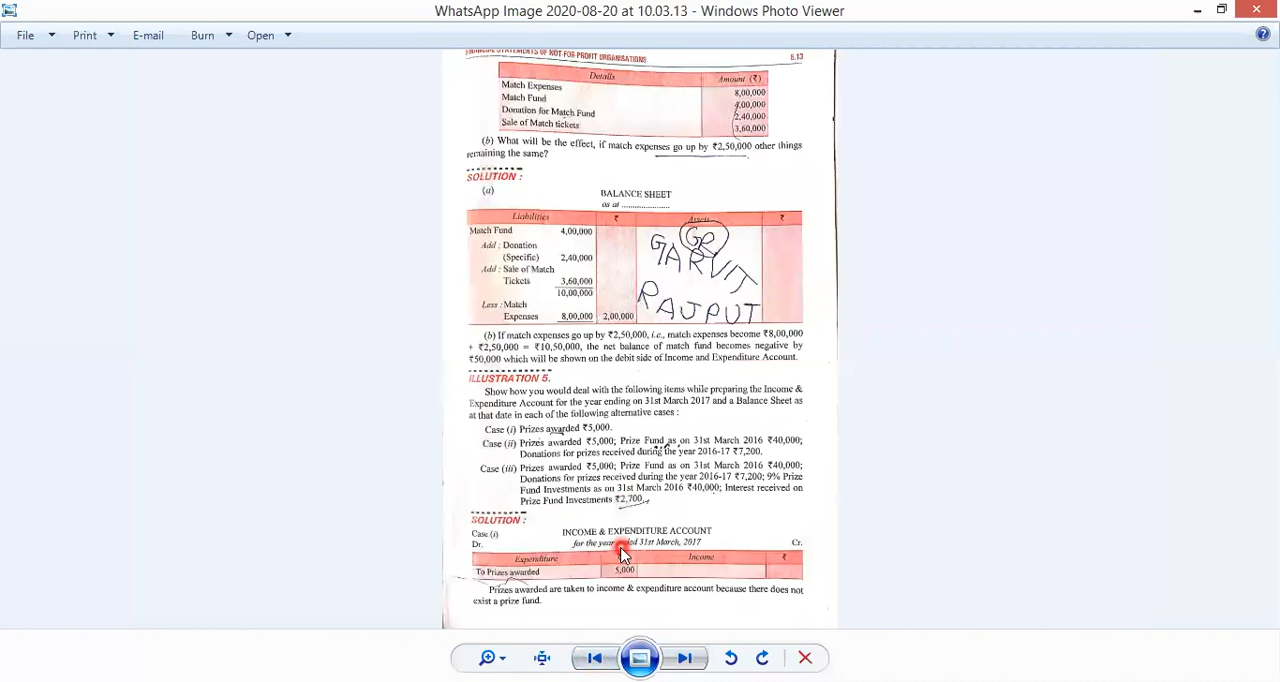 WhatsApp Image 2020-08-20 at 10.03.13 - Windows Photo Viewer
File Print E-mail Burn Open
FINANCIAL STATEMENTS OF NOT-FOR-PROFIT ORGANISATIONS 6.13
Details Amount (₹)
Match Expenses 8,00,000
Match Fund 4,00,000
Donation for Match Fund 2,40,000
Sale of Match tickets 3,60,000
(b) What will be the effect, if match expenses go up by ₹2,50,000 other things
remaining the same?
SOLUTION :
(a)
BALANCE SHEET
as at ....................
Liabilities ₹ Assets ₹
Match Fund 4,00,000
Add : Donation
(Specific) 2,40,000
Add : Sale of Match
Tickets 3,60,000
10,00,000
Less : Match
Expenses 8,00,000 2,00,000
GR
GARVIT
RAJPUT
(b) If match expenses go up by ₹2,50,000, i.e., match expenses become ₹8,00,000
+ ₹2,50,000 = ₹10,50,000, the net balance of match fund becomes negative by
₹50,000 which will be shown on the debit side of Income and Expenditure Account.
ILLUSTRATION 5.
Show how you would deal with the following items while preparing the Income &
Expenditure Account for the year ending on 31st March 2017 and a Balance Sheet as
at that date in each of the following alternative cases :
Case (i) Prizes awarded ₹5,000.
Case (ii) Prizes awarded ₹5,000; Prize Fund as on 31st March 2016 ₹40,000;
Donations for prizes received during the year 2016-17 ₹7,200.
Case (iii) Prizes awarded ₹5,000; Prize Fund as on 31st March 2016 ₹40,000;
Donations for prizes received during the year 2016-17 ₹7,200; 9% Prize
Fund Investments as on 31st March 2016 ₹40,000; Interest received on
Prize Fund Investments ₹2,700.
SOLUTION :
Case (i) INCOME & EXPENDITURE ACCOUNT
Dr. for the year ended 31st March, 2017 Cr.
Expenditure Income ₹
To Prizes awarded 5,000
Prizes awarded are taken to income & expenditure account because there does not
exist a prize fund.